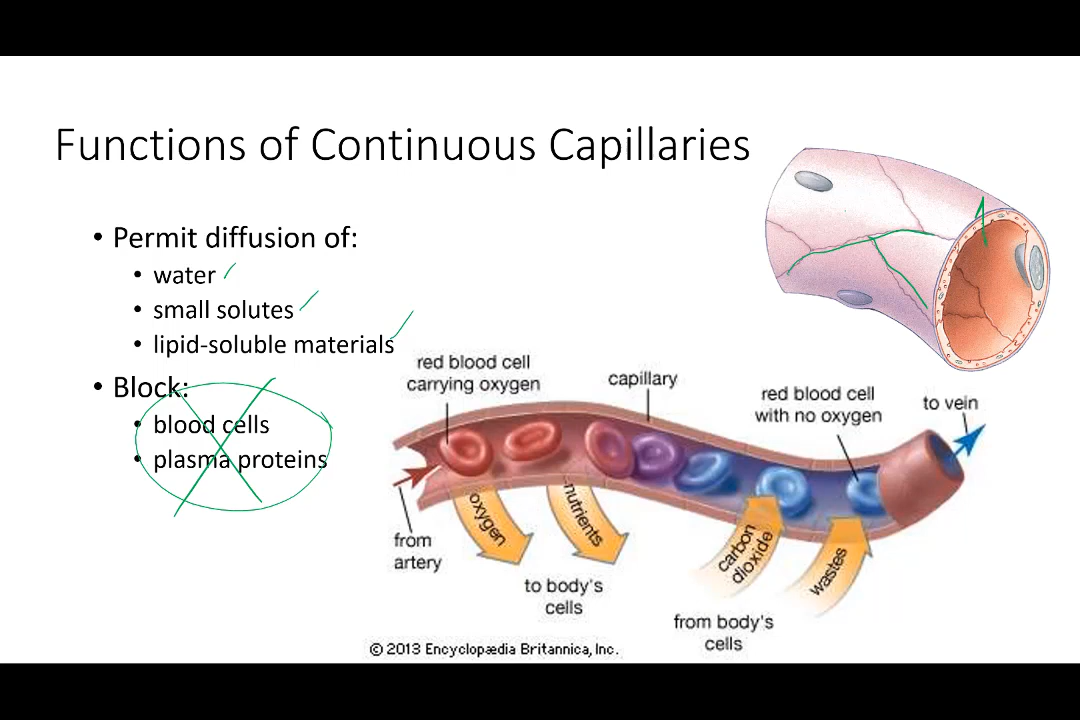 Functions of Continuous Capillaries
• Permit diffusion of:
• water
• small solutes
• lipid-soluble materials
• Block:
• blood cells
• plasma proteins
red blood cell
carrying oxygen
capillary
red blood cell
with no oxygen
to vein
oxygen
nutrients
carbon
dioxide
wastes
from
artery
to body's
cells
from body's
cells
© 2013 Encyclopædia Britannica, Inc.